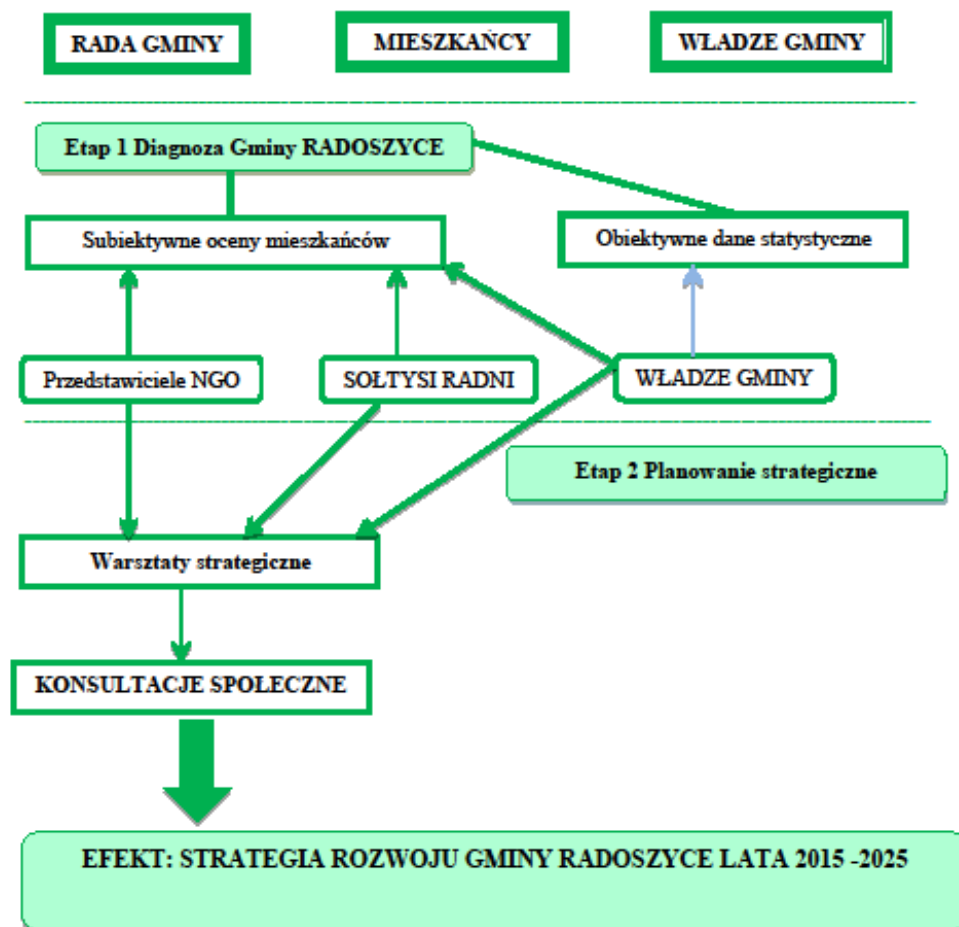 RADA GMINY
MIESZKAŃCY
WŁADZE GMINY
Etap 1 Diagnoza Gminy RADOSZYCE
Subiektywne oceny mieszkańców
Obiektywne dane statystyczne
Przedstawiciele NGO
SOŁTYSI RADNI
WŁADZE GMINY
Etap 2 Planowanie strategiczne
Warsztaty strategiczne
KONSULTACJE SPOŁECZNE
EFEKT: STRATEGIA ROZWOJU GMINY RADOSZYCE LATA 2015 -2025